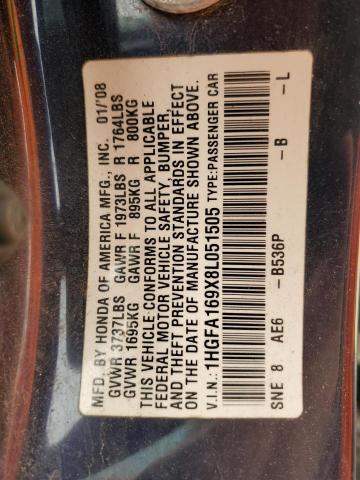 MFD. BY HONDA OF AMERICA MFG., INC. 01/'08
GVWR 3737LBS GAWR F 1973LBS R 1764LBS
GVWR 1695KG GAWR F 895KG R 800KG
THIS VEHICLE CONFORMS TO ALL APPLICABLE
FEDERAL MOTOR VEHICLE SAFETY, BUMPER,
AND THEFT PREVENTION STANDARDS IN EFFECT
ON THE DATE OF MANUFACTURE SHOWN ABOVE.
V.I.N.: 1HGFA169X8L051505 TYPE:PASSENGER CAR
SNE 8 AE6 - B536P - B - L